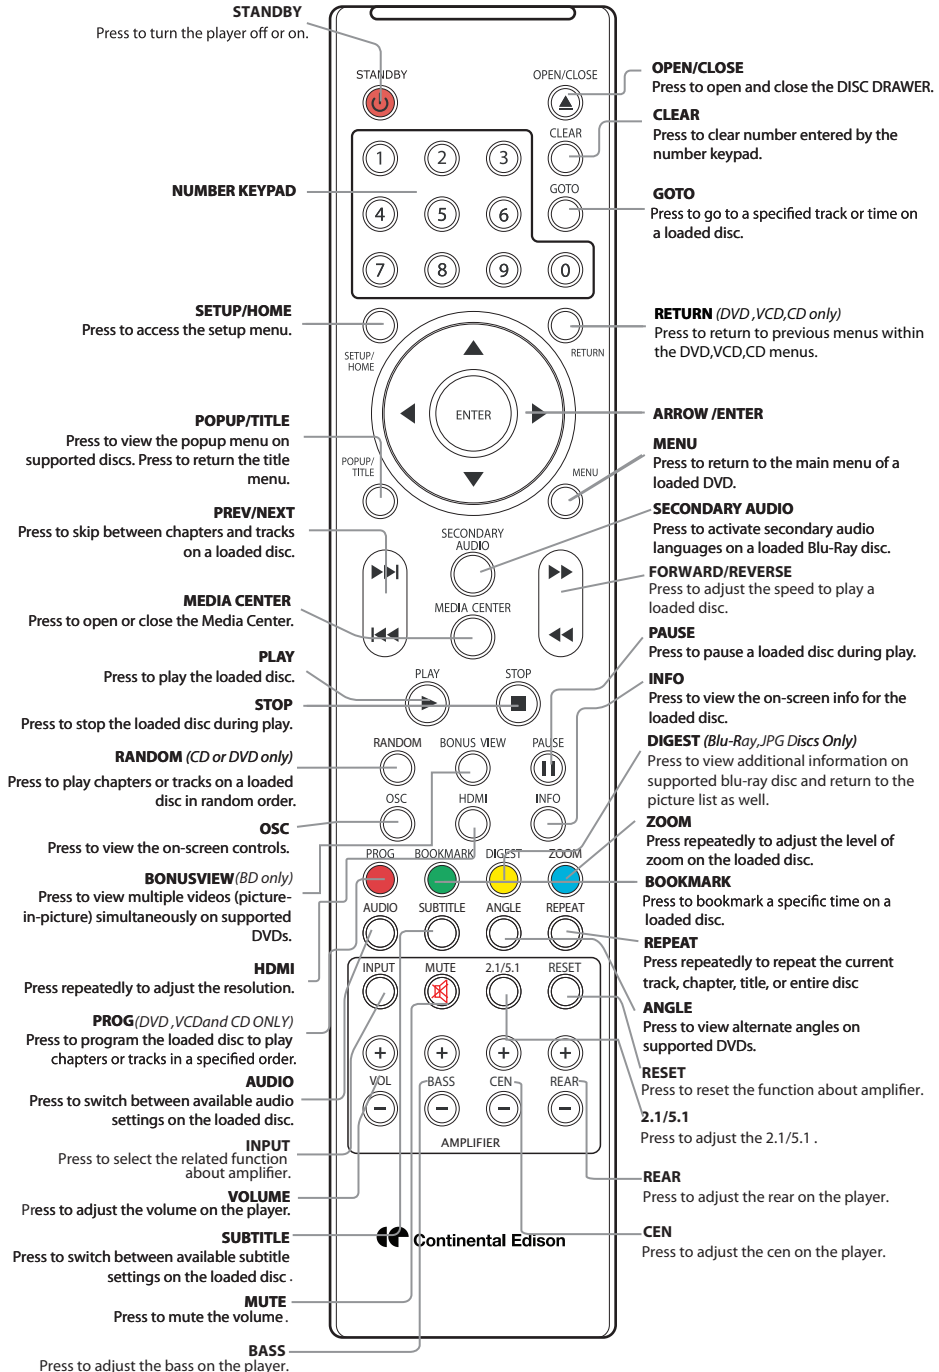 STANDBY
Press to turn the player off or on.
NUMBER KEYPAD
SETUP/HOME
Press to access the setup menu.
POPUP/TITLE
Press to view the popup menu on
supported discs. Press to return the title
menu.
PREV/NEXT
Press to skip between chapters and tracks
on a loaded disc.
MEDIA CENTER
Press to open or close the Media Center.
PLAY
Press to play the loaded disc.
STOP
Press to stop the loaded disc during play.
RANDOM (CD or DVD only)
Press to play chapters or tracks on a loaded
disc in random order.
OSC
Press to view the on-screen controls.
BONUSVIEW(BD only)
Press to view multiple videos (picture-
in-picture) simultaneously on supported
DVDs.
HDMI
Press repeatedly to adjust the resolution.
PROG(DVD ,VCDand CD ONLY)
Press to program the loaded disc to play
chapters or tracks in a specified order.
AUDIO
Press to switch between available audio
settings on the loaded disc.
INPUT
Press to select the related function
about amplifier.
VOLUME
Press to adjust the volume on the player.
SUBTITLE
Press to switch between available subtitle
settings on the loaded disc .
MUTE
Press to mute the volume .
BASS
Press to adjust the bass on the player.
STANDBY
OPEN/CLOSE
CLEAR
1 2 3
GOTO
4 5 6
7 8 9 0
SETUP/
HOME
RETURN
ENTER
POPUP/
TITLE
MENU
SECONDARY
AUDIO
MEDIA CENTER
PLAY STOP
RANDOM BONUS VIEW PAUSE
OSC HDMI INFO
PROG BOOKMARK DIGEST ZOOM
AUDIO SUBTITLE ANGLE REPEAT
INPUT MUTE 2.1/5.1 RESET
+ + + +
VOL BASS CEN REAR
- - - -
AMPLIFIER
Continental Edison
OPEN/CLOSE
Press to open and close the DISC DRAWER.
CLEAR
Press to clear number entered by the
number keypad.
GOTO
Press to go to a specified track or time on
a loaded disc.
RETURN (DVD ,VCD,CD only)
Press to return to previous menus within
the DVD,VCD,CD menus.
ARROW /ENTER
MENU
Press to return to the main menu of a
loaded DVD.
SECONDARY AUDIO
Press to activate secondary audio
languages on a loaded Blu-Ray disc.
FORWARD/REVERSE
Press to adjust the speed to play a
loaded disc.
PAUSE
Press to pause a loaded disc during play.
INFO
Press to view the on-screen info for the
loaded disc.
DIGEST (Blu-Ray,JPG Discs Only)
Press to view additional information on
supported blu-ray disc and return to the
picture list as well.
ZOOM
Press repeatedly to adjust the level of
zoom on the loaded disc.
BOOKMARK
Press to bookmark a specific time on a
loaded disc.
REPEAT
Press repeatedly to repeat the current
track, chapter, title, or entire disc
ANGLE
Press to view alternate angles on
supported DVDs.
RESET
Press to reset the function about amplifier.
2.1/5.1
Press to adjust the 2.1/5.1 .
REAR
Press to adjust the rear on the player.
CEN
Press to adjust the cen on the player.